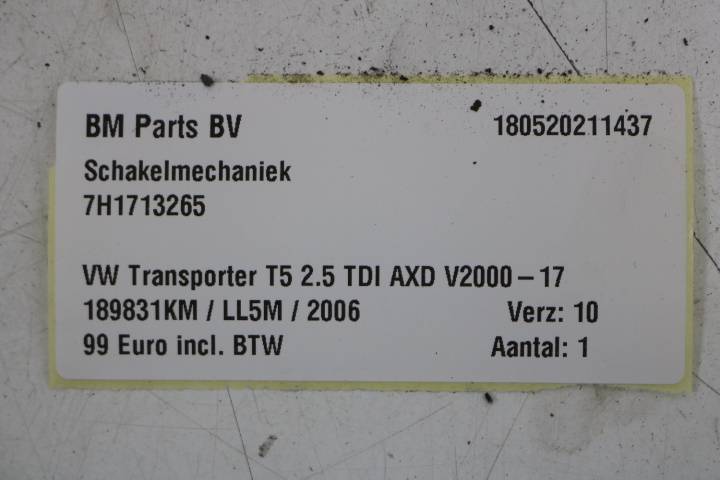 BM Parts BV 180520211437
Schakelmechaniek
7H1713265
VW Transporter T5 2.5 TDI AXD V2000 – 17
189831KM / LL5M / 2006 Verz: 10
99 Euro incl. BTW Aantal: 1